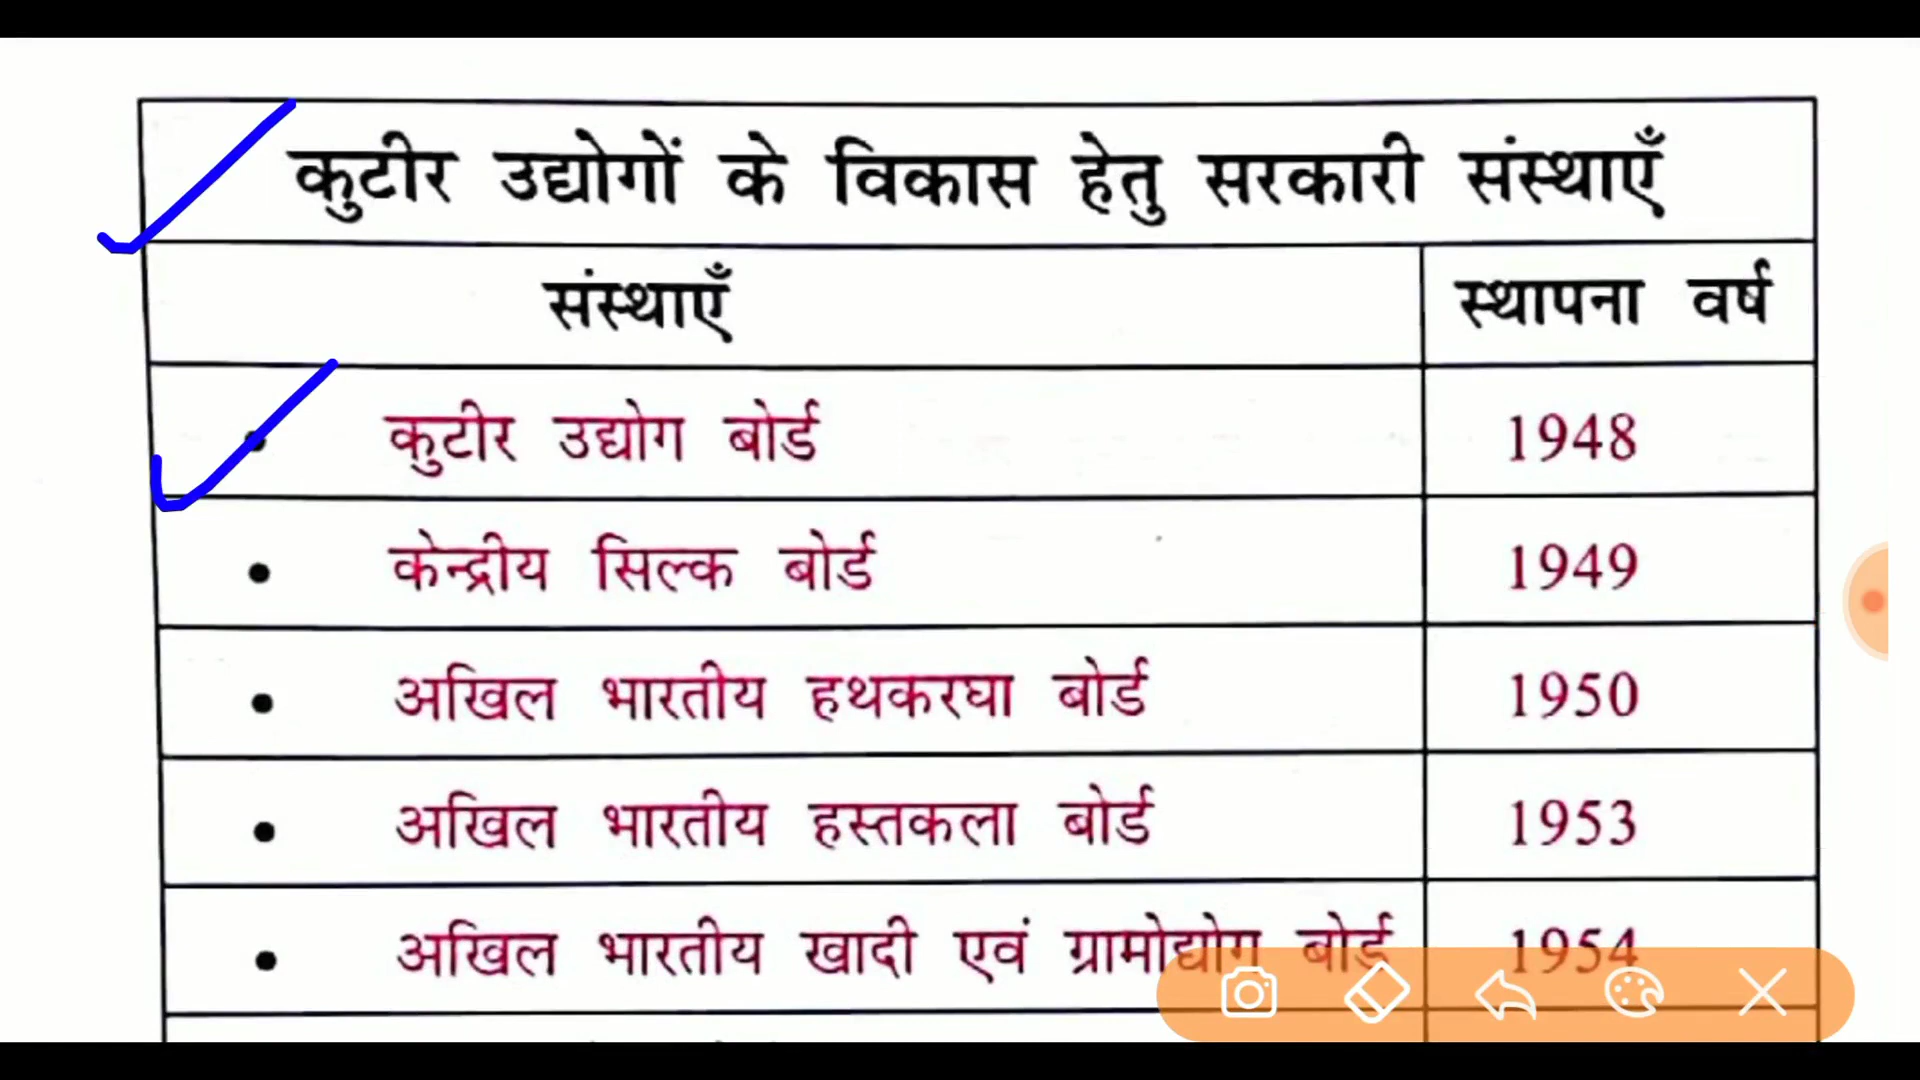 कुटीर उद्योगों के विकास हेतु सरकारी संस्थाएँ
संस्थाएँ स्थापना वर्ष
• कुटीर उद्योग बोर्ड 1948
• केन्द्रीय सिल्क बोर्ड 1949
• अखिल भारतीय हथकरघा बोर्ड 1950
• अखिल भारतीय हस्तकला बोर्ड 1953
• अखिल भारतीय खादी एवं ग्रामोद्योग बोर्ड 1954